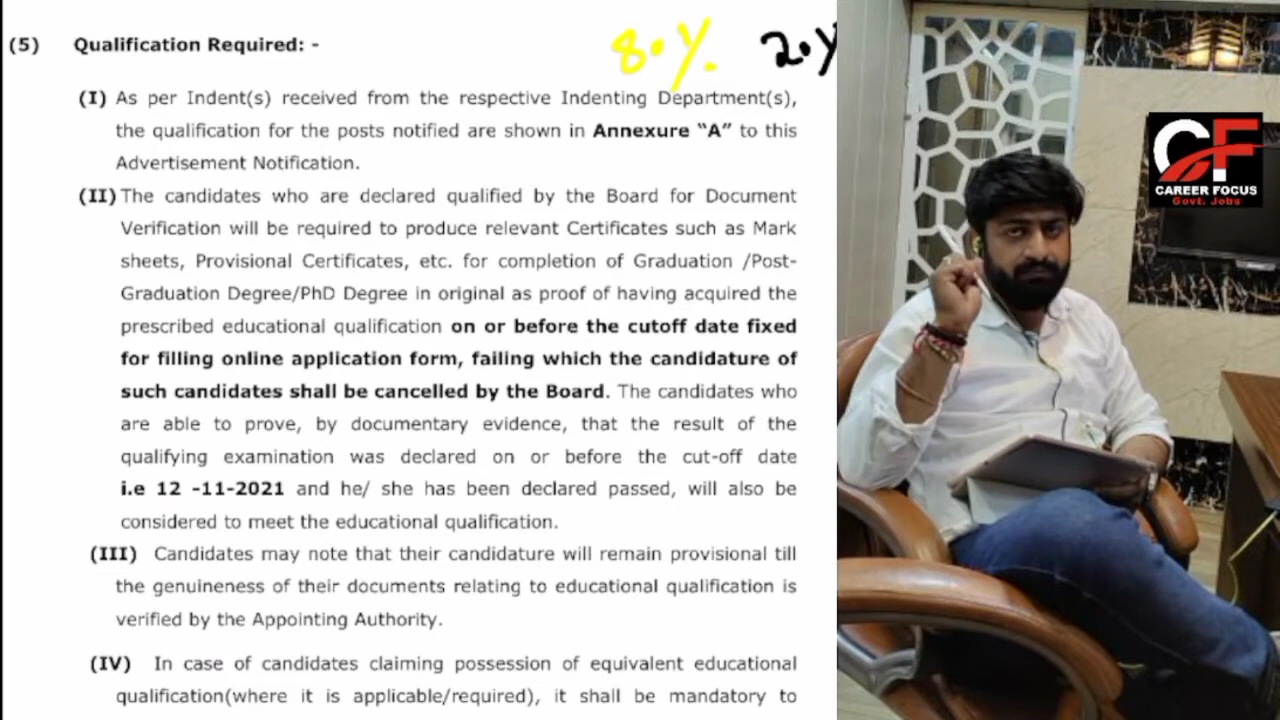 (5) Qualification Required: -
8.%.
2.%
(I) As per Indent(s) received from the respective Indenting Department(s),
the qualification for the posts notified are shown in Annexure "A" to this
Advertisement Notification.
(II) The candidates who are declared qualified by the Board for Document
Verification will be required to produce relevant Certificates such as Mark
sheets, Provisional Certificates, etc. for completion of Graduation /Post-
Graduation Degree/PhD Degree in original as proof of having acquired the
prescribed educational qualification on or before the cutoff date fixed
for filling online application form, failing which the candidature of
such candidates shall be cancelled by the Board. The candidates who
are able to prove, by documentary evidence, that the result of the
qualifying examination was declared on or before the cut-off date
i.e 12 -11-2021 and he/ she has been declared passed, will also be
considered to meet the educational qualification.
(III) Candidates may note that their candidature will remain provisional till
the genuineness of their documents relating to educational qualification is
verified by the Appointing Authority.
(IV) In case of candidates claiming possession of equivalent educational
qualification(where it is applicable/required), it shall be mandatory to
CF
CAREER FOCUS
Govt. Jobs